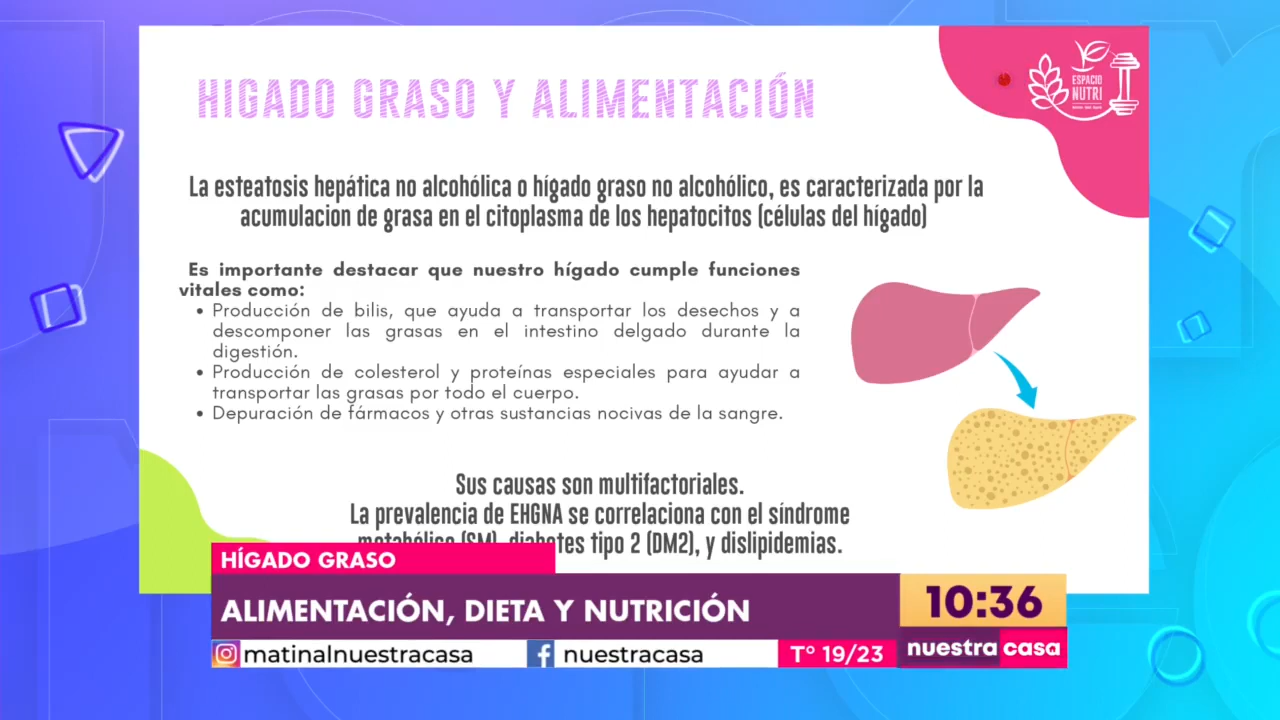 HIGADO GRASO Y ALIMENTACIÓN
ESPACIO
NUTRI
La esteatosis hepática no alcohólica o hígado graso no alcohólico, es caracterizada por la
acumulacion de grasa en el citoplasma de los hepatocitos (células del hígado)
Es importante destacar que nuestro hígado cumple funciones
vitales como:
• Producción de bilis, que ayuda a transportar los desechos y a
descomponer las grasas en el intestino delgado durante la
digestión.
• Producción de colesterol y proteínas especiales para ayudar a
transportar las grasas por todo el cuerpo.
• Depuración de fármacos y otras sustancias nocivas de la sangre.
Sus causas son multifactoriales.
La prevalencia de EHGNA se correlaciona con el síndrome
metabólico (SM), diabetes tipo 2 (DM2), y dislipidemias.
HÍGADO GRASO
ALIMENTACIÓN, DIETA Y NUTRICIÓN
10:36
matinalnuestracasa
nuestracasa
T° 19/23
nuestra casa